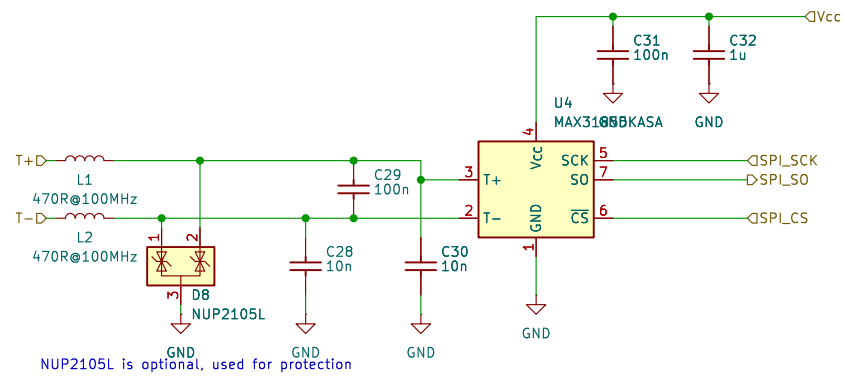 Vcc
C31
100n
C32
1u
GND
GND
U4
MAX31855KASA
4
Vcc
T+
L1
470R@100MHz
C29
100n
3
T+
SCK
5
SPI_SCK
SO
7
SPI_SO
T-
L2
470R@100MHz
1
2
2
T-
GND
CS
6
SPI_CS
1
C28
10n
C30
10n
3
D8
NUP2105L
GND
GND
GND
GND
NUP2105L is optional, used for protection